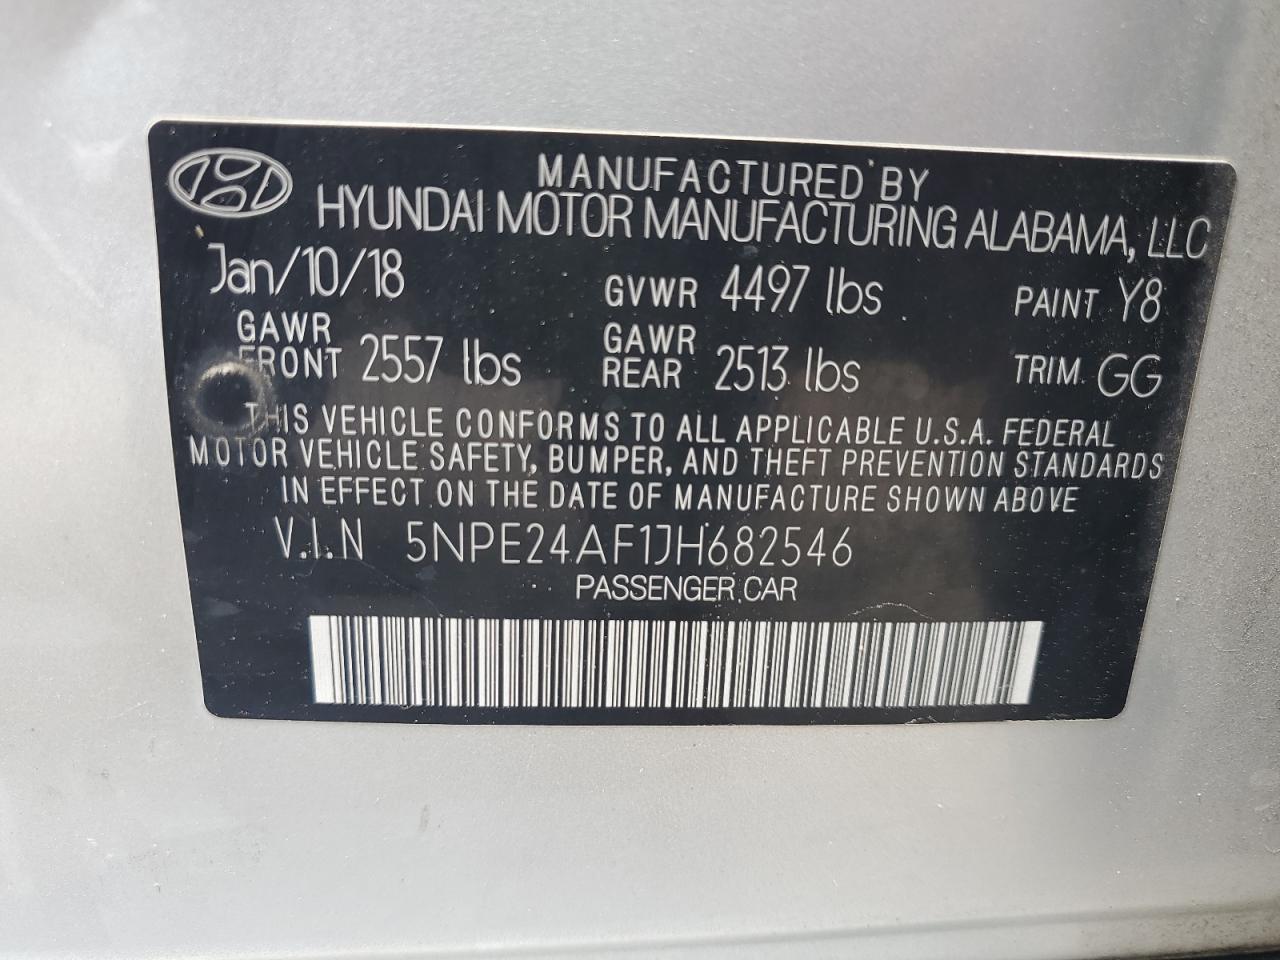 MANUFACTURED BY
HYUNDAI MOTOR MANUFACTURING ALABAMA, LLC
Jan/10/18 GVWR 4497 lbs PAINT Y8
GAWR FRONT 2557 lbs GAWR REAR 2513 lbs TRIM GG
THIS VEHICLE CONFORMS TO ALL APPLICABLE U.S.A. FEDERAL
MOTOR VEHICLE SAFETY, BUMPER, AND THEFT PREVENTION STANDARDS
IN EFFECT ON THE DATE OF MANUFACTURE SHOWN ABOVE
V.I.N 5NPE24AF1JH682546
PASSENGER CAR